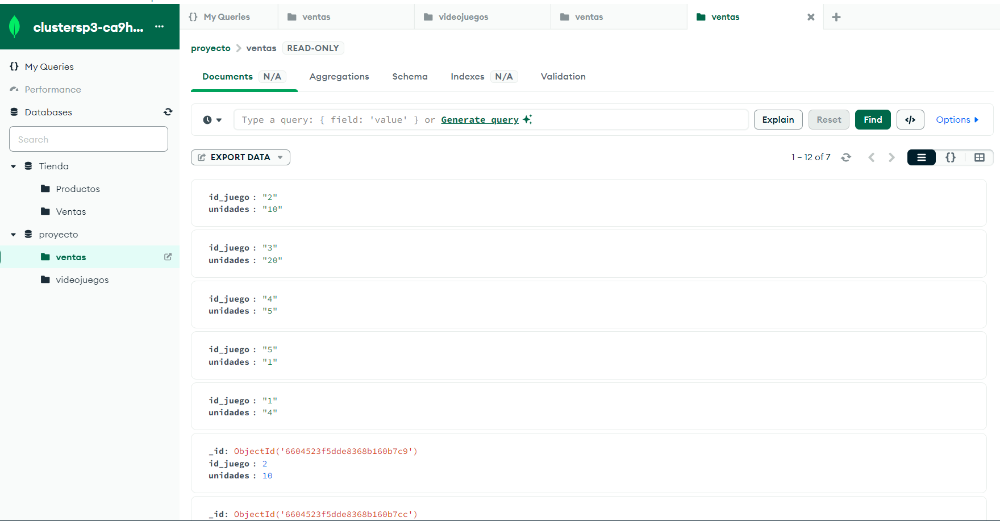 clustersp3-ca9h... ...
My Queries
ventas
videojuegos
ventas
ventas
proyecto > ventas READ-ONLY
My Queries
Performance
Databases
Search
Tienda
Productos
Ventas
proyecto
ventas
videojuegos
Documents N/A
Aggregations
Schema
Indexes N/A
Validation
Type a query: { field: 'value' } or Generate query
Explain
Reset
Find
</>
Options
EXPORT DATA
1 – 12 of 7
{}
id_juego : "2"
unidades : "10"
id_juego : "3"
unidades : "20"
id_juego : "4"
unidades : "5"
id_juego : "5"
unidades : "1"
id_juego : "1"
unidades : "4"
_id: ObjectId('6604523f5dde8368b160b7c9')
id_juego : 2
unidades : 10
_id: ObjectId('6604523f5dde8368b160b7cc')